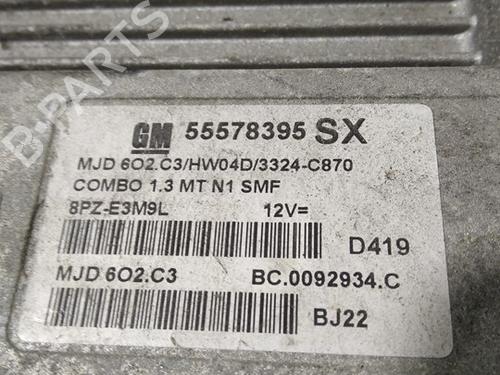 GM 55578395 SX
MJD 6O2.C3/HW04D/3324-C870
COMBO 1.3 MT N1 SMF
8PZ-E3M9L 12V=
D419
MJD 6O2.C3 BC.0092934.C
BJ22
B-PARTS